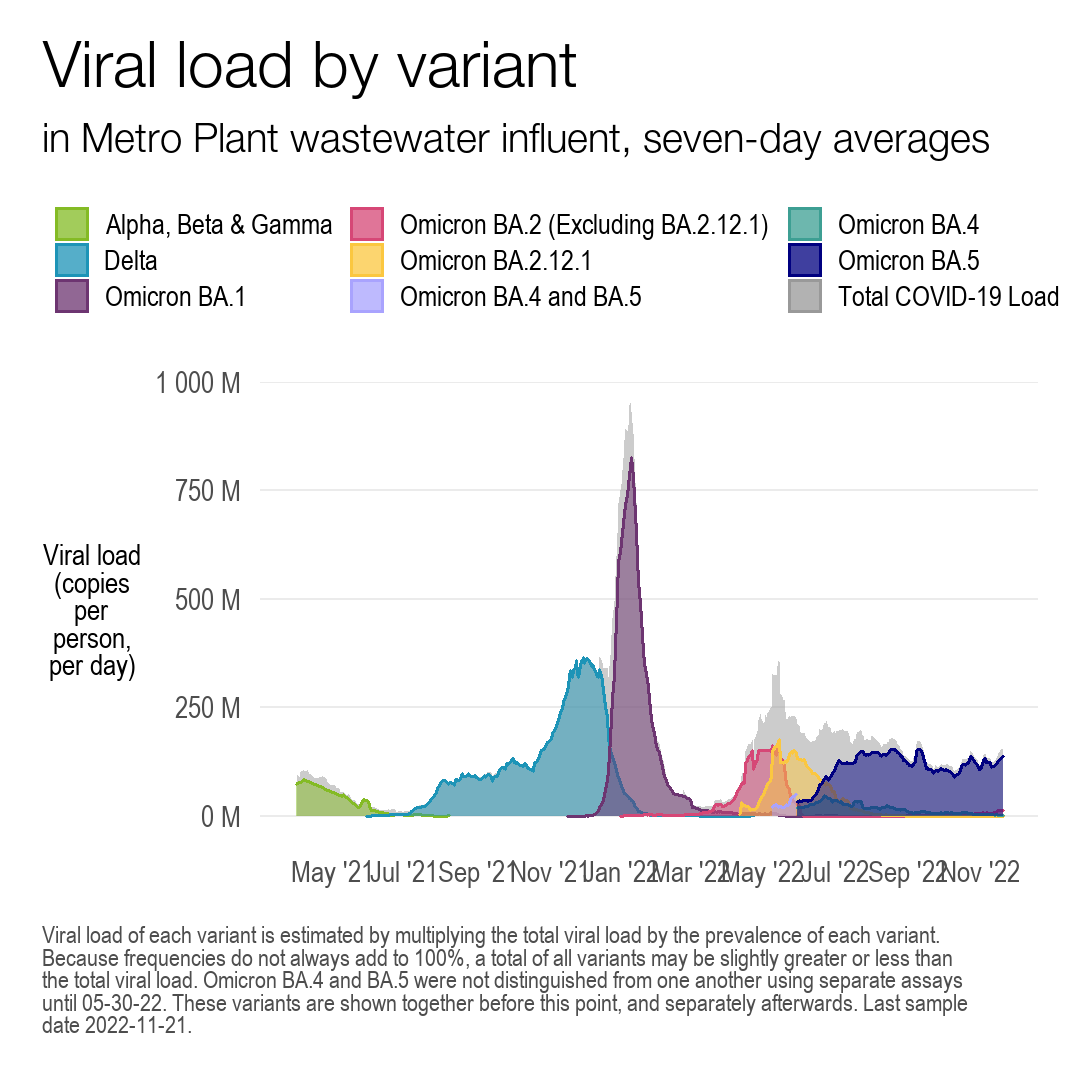 Viral load by variant
in Metro Plant wastewater influent, seven-day averages
Alpha, Beta & Gamma
Omicron BA.2 (Excluding BA.2.12.1)
Omicron BA.4
Delta
Omicron BA.2.12.1
Omicron BA.5
Omicron BA.1
Omicron BA.4 and BA.5
Total COVID-19 Load
1 000 M
750 M
500 M
250 M
0 M
Viral load
(copies
per
person,
per day)
May '21 Jul '21 Sep '21 Nov '21 Jan '22 Mar '22 May '22 Jul '22 Sep '22 Nov '22
Viral load of each variant is estimated by multiplying the total viral load by the prevalence of each variant.
Because frequencies do not always add to 100%, a total of all variants may be slightly greater or less than
the total viral load. Omicron BA.4 and BA.5 were not distinguished from one another using separate assays
until 05-30-22. These variants are shown together before this point, and separately afterwards. Last sample
date 2022-11-21.